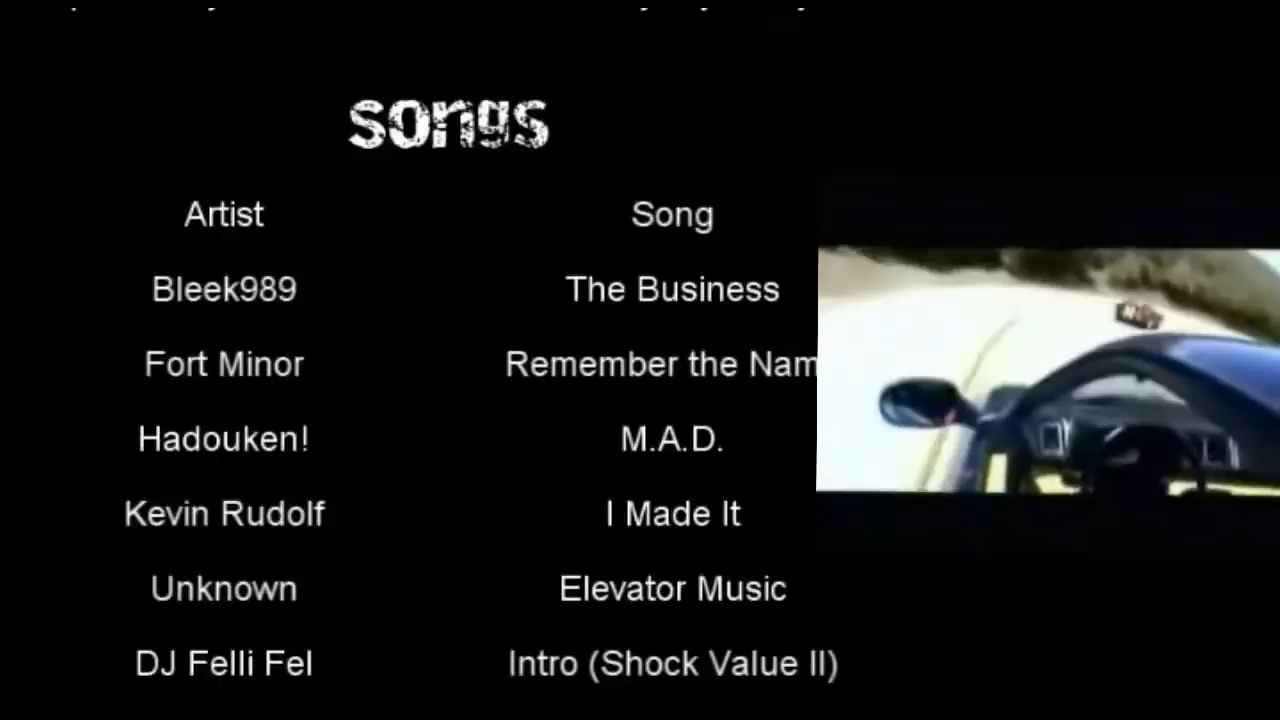 songs
Artist Song
Bleek989 The Business
Fort Minor Remember the Nam
Hadouken! M.A.D.
Kevin Rudolf I Made It
Unknown Elevator Music
DJ Felli Fel Intro (Shock Value II)